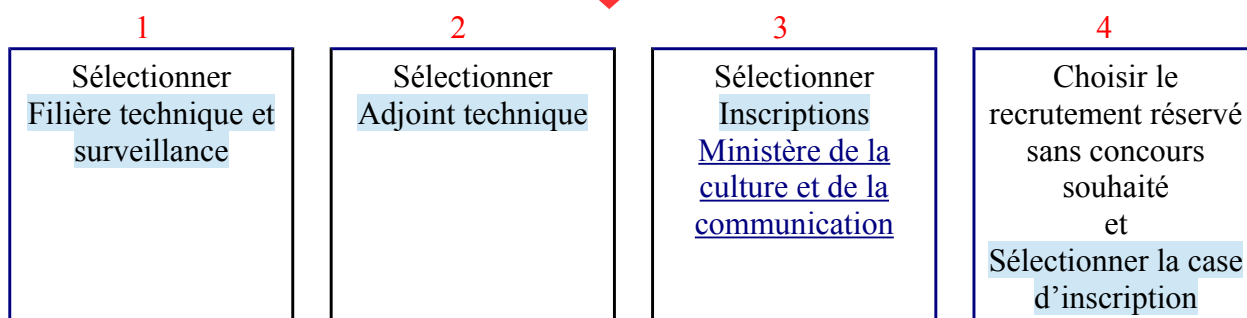 1
Sélectionner
Filière technique et
surveillance
2
Sélectionner
Adjoint technique
3
Sélectionner
Inscriptions
Ministère de la
culture et de la
communication
4
Choisir le
recrutement réservé
sans concours
souhaité
et
Sélectionner la case
d’inscription